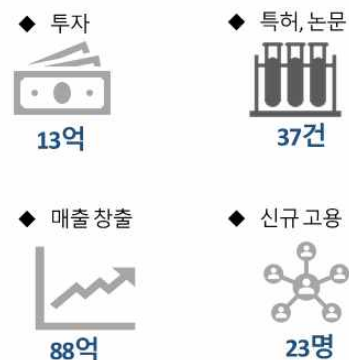 ◆ 투자
13억
◆ 특허, 논문
37건
◆ 매출 창출
88억
◆ 신규 고용
23명